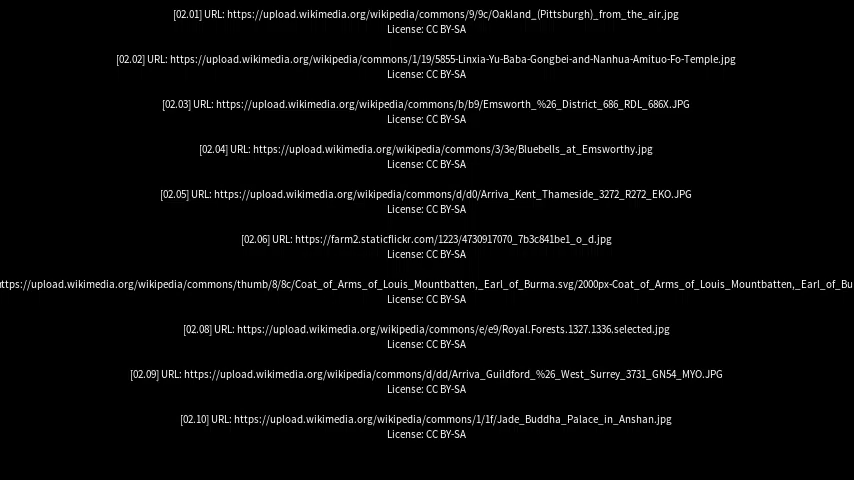 [02.01] URL: https://upload.wikimedia.org/wikipedia/commons/9/9c/Oakland_(Pittsburgh)_from_the_air.jpg
License: CC BY-SA
[02.02] URL: https://upload.wikimedia.org/wikipedia/commons/1/19/5855-Linxia-Yu-Baba-Gongbei-and-Nanhua-Amituo-Fo-Temple.jpg
License: CC BY-SA
[02.03] URL: https://upload.wikimedia.org/wikipedia/commons/b/b9/Emsworth_%26_District_686_RDL_686X.JPG
License: CC BY-SA
[02.04] URL: https://upload.wikimedia.org/wikipedia/commons/3/3e/Bluebells_at_Emsworthy.jpg
License: CC BY-SA
[02.05] URL: https://upload.wikimedia.org/wikipedia/commons/d/d0/Arriva_Kent_Thameside_3272_R272_EKO.JPG
License: CC BY-SA
[02.06] URL: https://farm2.staticflickr.com/1223/4730917070_7b3c841be1_o_d.jpg
License: CC BY-SA
ttps://upload.wikimedia.org/wikipedia/commons/thumb/8/8c/Coat_of_Arms_of_Louis_Mountbatten,_Earl_of_Burma.svg/2000px-Coat_of_Arms_of_Louis_Mountbatten,_Earl_of_Bu
License: CC BY-SA
[02.08] URL: https://upload.wikimedia.org/wikipedia/commons/e/e9/Royal.Forests.1327.1336.selected.jpg
License: CC BY-SA
[02.09] URL: https://upload.wikimedia.org/wikipedia/commons/d/dd/Arriva_Guildford_%26_West_Surrey_3731_GN54_MYO.JPG
License: CC BY-SA
[02.10] URL: https://upload.wikimedia.org/wikipedia/commons/1/1f/Jade_Buddha_Palace_in_Anshan.jpg
License: CC BY-SA